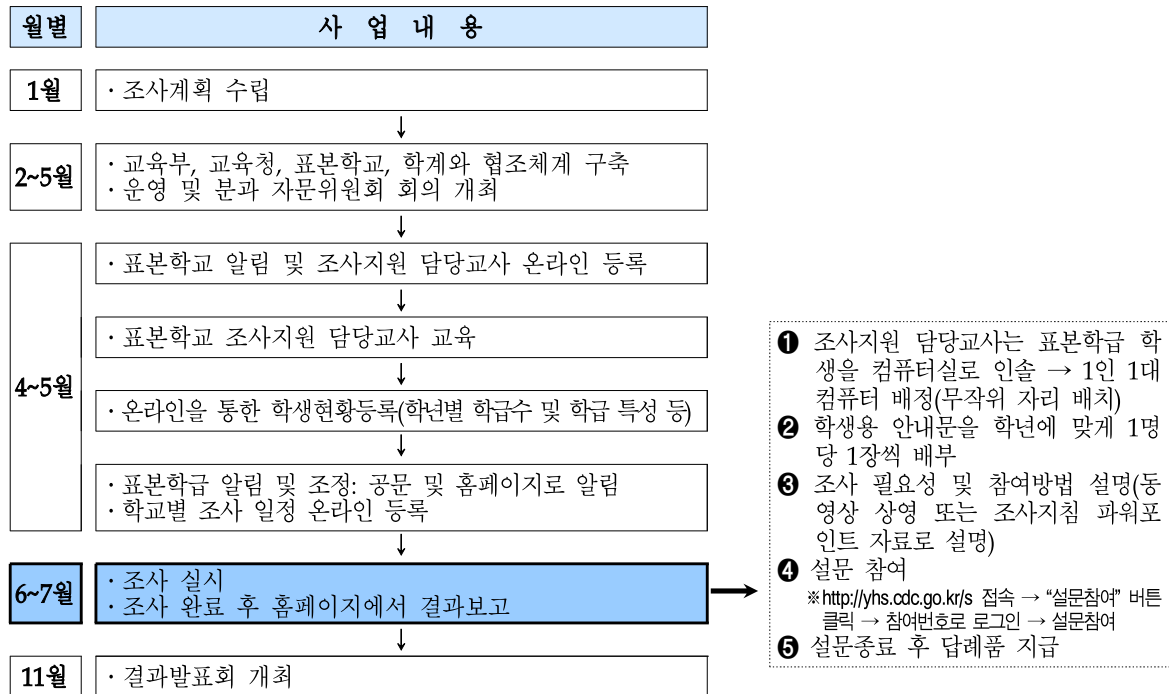 월별
사 업 내 용
1월
· 조사계획 수립
2~5월
· 교육부, 교육청, 표본학교, 학계와 협조체계 구축
· 운영 및 분과 자문위원회 회의 개최
4~5월
· 표본학교 알림 및 조사지원 담당교사 온라인 등록
· 표본학교 조사지원 담당교사 교육
· 온라인을 통한 학생현황등록(학년별 학급수 및 학급 특성 등)
· 표본학급 알림 및 조정: 공문 및 홈페이지로 알림
· 학교별 조사 일정 온라인 등록
6~7월
· 조사 실시
· 조사 완료 후 홈페이지에서 결과보고
11월
· 결과발표회 개최
❶ 조사지원 담당교사는 표본학급 학
생을 컴퓨터실로 인솔 → 1인 1대
컴퓨터 배정(무작위 자리 배치)
❷ 학생용 안내문을 학년에 맞게 1명
당 1장씩 배부
❸ 조사 필요성 및 참여방법 설명(동
영상 상영 또는 조사지침 파워포
인트 자료로 설명)
❹ 설문 참여
※http://yhs.cdc.go.kr/s 접속 → “설문참여” 버튼
클릭 → 참여번호로 로그인 → 설문참여
❺ 설문종료 후 답례품 지급